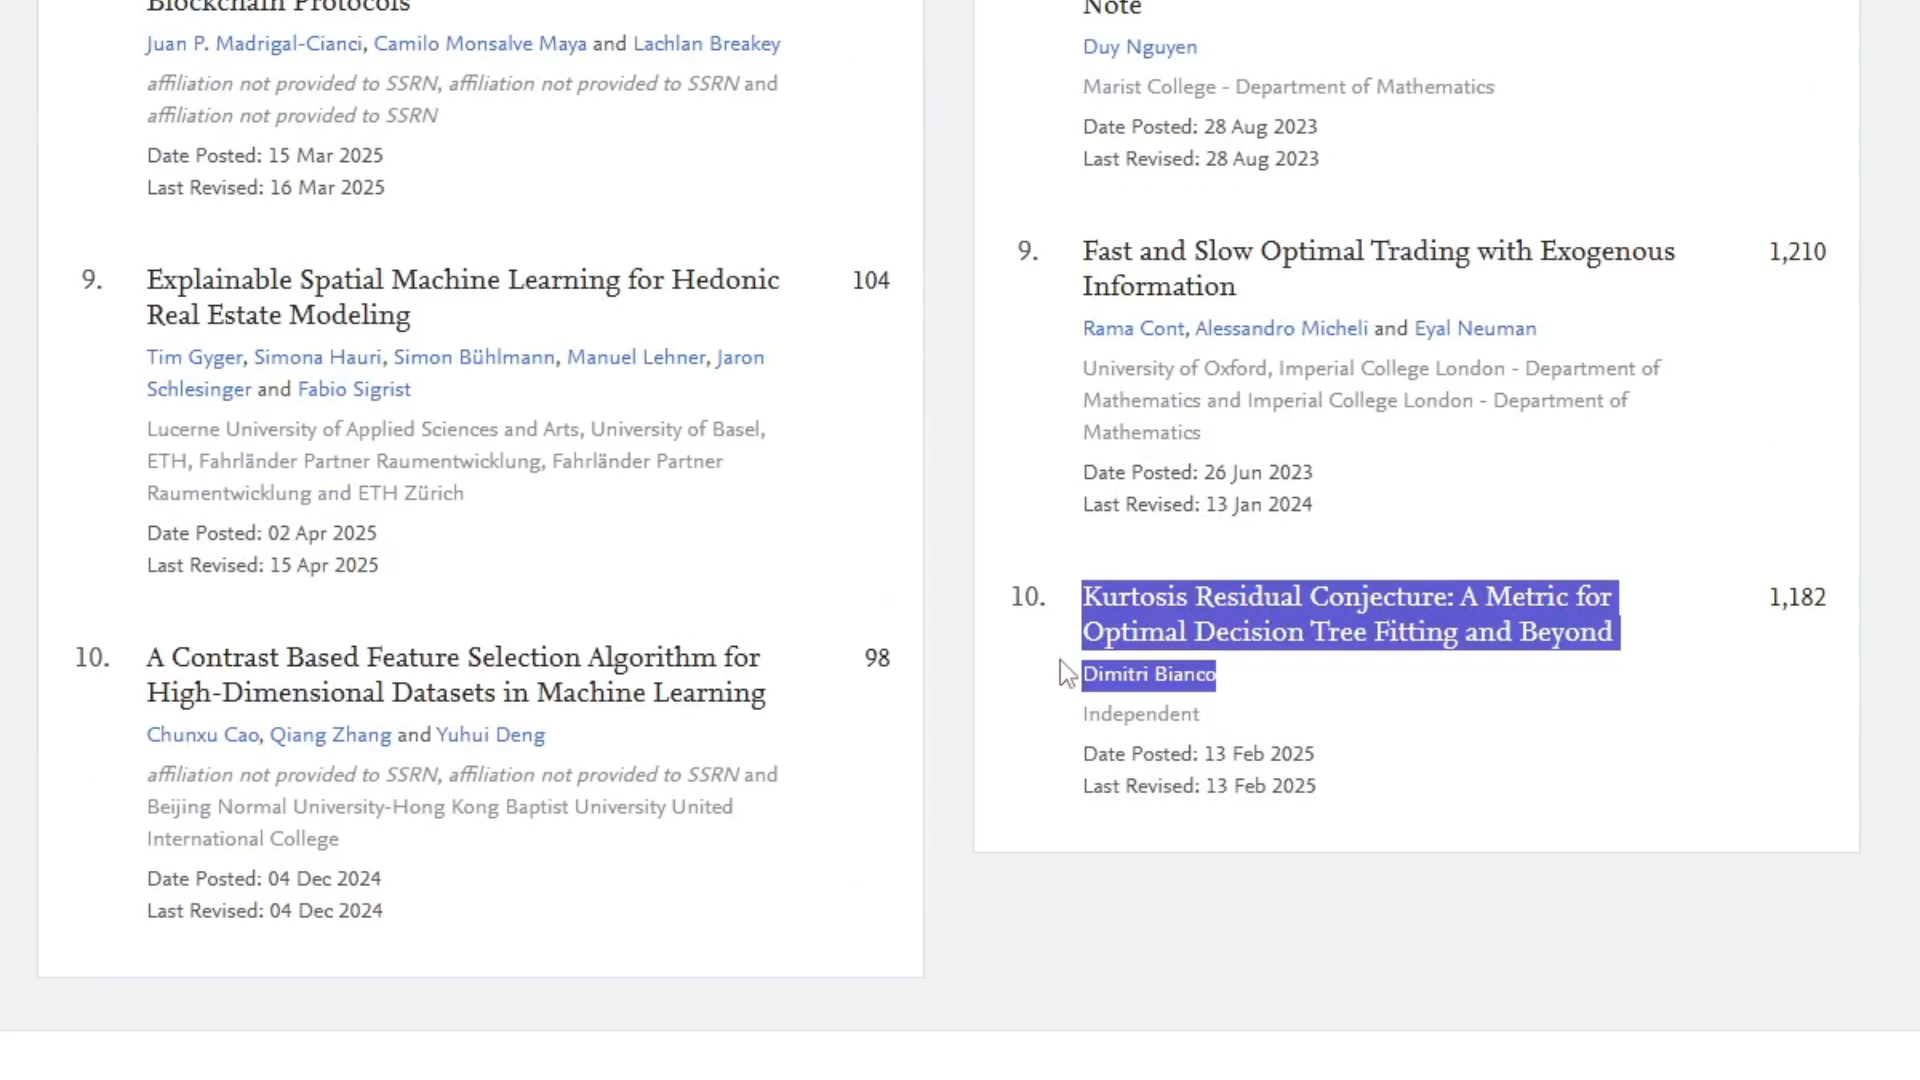 Blockchain Protocols
Juan P. Madrigal-Cianci, Camilo Monsalve Maya and Lachlan Breakey
affiliation not provided to SSRN, affiliation not provided to SSRN and
affiliation not provided to SSRN
Date Posted: 15 Mar 2025
Last Revised: 16 Mar 2025
9. Explainable Spatial Machine Learning for Hedonic 104
Real Estate Modeling
Tim Gyger, Simona Hauri, Simon Bühlmann, Manuel Lehner, Jaron
Schlesinger and Fabio Sigrist
Lucerne University of Applied Sciences and Arts, University of Basel,
ETH, Fahrländer Partner Raumentwicklung, Fahrländer Partner
Raumentwicklung and ETH Zürich
Date Posted: 02 Apr 2025
Last Revised: 15 Apr 2025
10. A Contrast Based Feature Selection Algorithm for 98
High-Dimensional Datasets in Machine Learning
Chunxu Cao, Qiang Zhang and Yuhui Deng
affiliation not provided to SSRN, affiliation not provided to SSRN and
Beijing Normal University-Hong Kong Baptist University United
International College
Date Posted: 04 Dec 2024
Last Revised: 04 Dec 2024
Note
Duy Nguyen
Marist College - Department of Mathematics
Date Posted: 28 Aug 2023
Last Revised: 28 Aug 2023
9. Fast and Slow Optimal Trading with Exogenous 1,210
Information
Rama Cont, Alessandro Micheli and Eyal Neuman
University of Oxford, Imperial College London - Department of
Mathematics and Imperial College London - Department of
Mathematics
Date Posted: 26 Jun 2023
Last Revised: 13 Jan 2024
10. Kurtosis Residual Conjecture: A Metric for 1,182
Optimal Decision Tree Fitting and Beyond
Dimitri Bianco
Independent
Date Posted: 13 Feb 2025
Last Revised: 13 Feb 2025